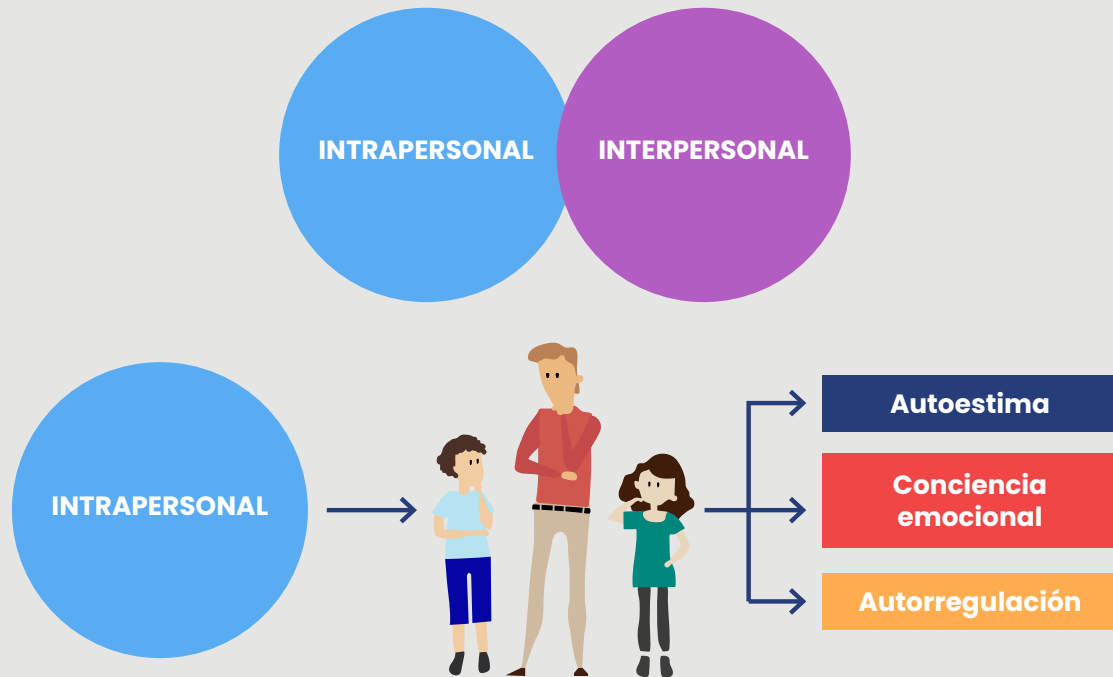 INTRAPERSONAL
INTERPERSONAL
INTRAPERSONAL
Autoestima
Conciencia
emocional
Autorregulación